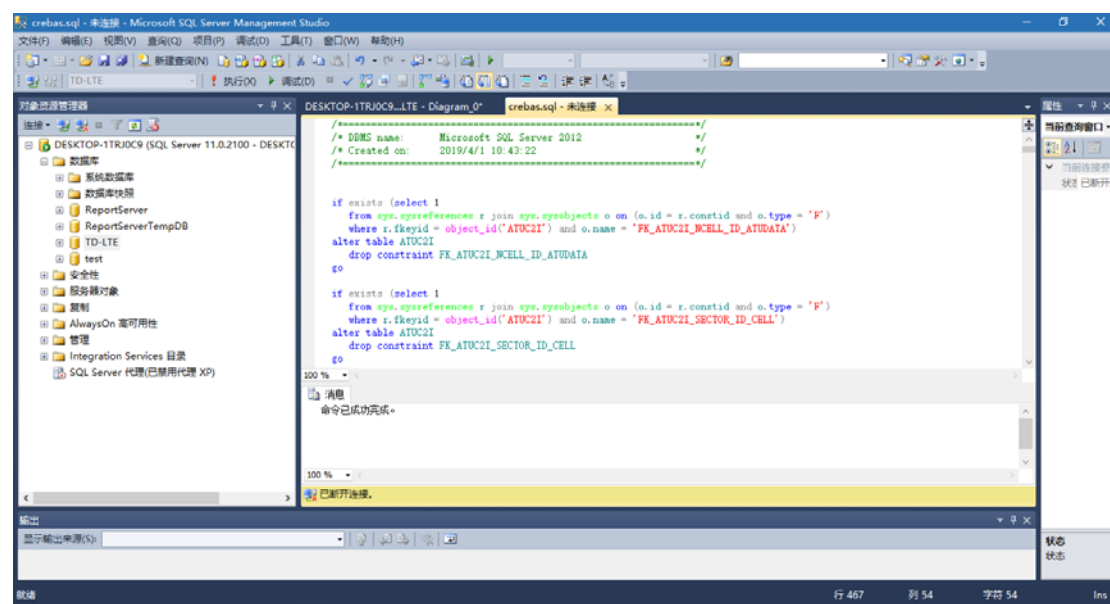 crebas.sql - 未连接 - Microsoft SQL Server Management Studio
文件(F) 编辑(E) 视图(V) 查询(Q) 项目(P) 调试(D) 工具(T) 窗口(W) 帮助(H)
新建查询(N)
TD-LTE 执行(X) 调试(D)
对象资源管理器
连接
DESKTOP-1TRJ0C9 (SQL Server 11.0.2100 - DESKTO
数据库
系统数据库
数据库快照
ReportServer
ReportServerTempDB
TD-LTE
test
安全性
服务器对象
复制
AlwaysOn 高可用性
管理
Integration Services 目录
SQL Server 代理(已禁用代理 XP)
DESKTOP-1TRJ0C9....LTE - Diagram_0* crebas.sql - 未连接
/*==============================================================*/
/* DBMS name:      Microsoft SQL Server 2012                    */
/* Created on:     2019/4/1 10:43:22                            */
/*==============================================================*/
if exists (select 1
from sys.sysreferences r join sys.sysobjects o on (o.id = r.constid and o.type = 'F')
where r.fkeyid = object_id('ATUC2I') and o.name = 'FK_ATUC2I_NCELL_ID_ATUDATA')
alter table ATUC2I
drop constraint FK_ATUC2I_NCELL_ID_ATUDATA
go
if exists (select 1
from sys.sysreferences r join sys.sysobjects o on (o.id = r.constid and o.type = 'F')
where r.fkeyid = object_id('ATUC2I') and o.name = 'FK_ATUC2I_SECTOR_ID_CELL')
alter table ATUC2I
drop constraint FK_ATUC2I_SECTOR_ID_CELL
go
100 %
消息
命令已成功完成。
100 %
已断开连接。
属性
当前查询窗口
当前连接参
状态 已断开
状态
状态
输出
显示输出来源(S):
就绪 行 467 列 54 字符 54 Ins